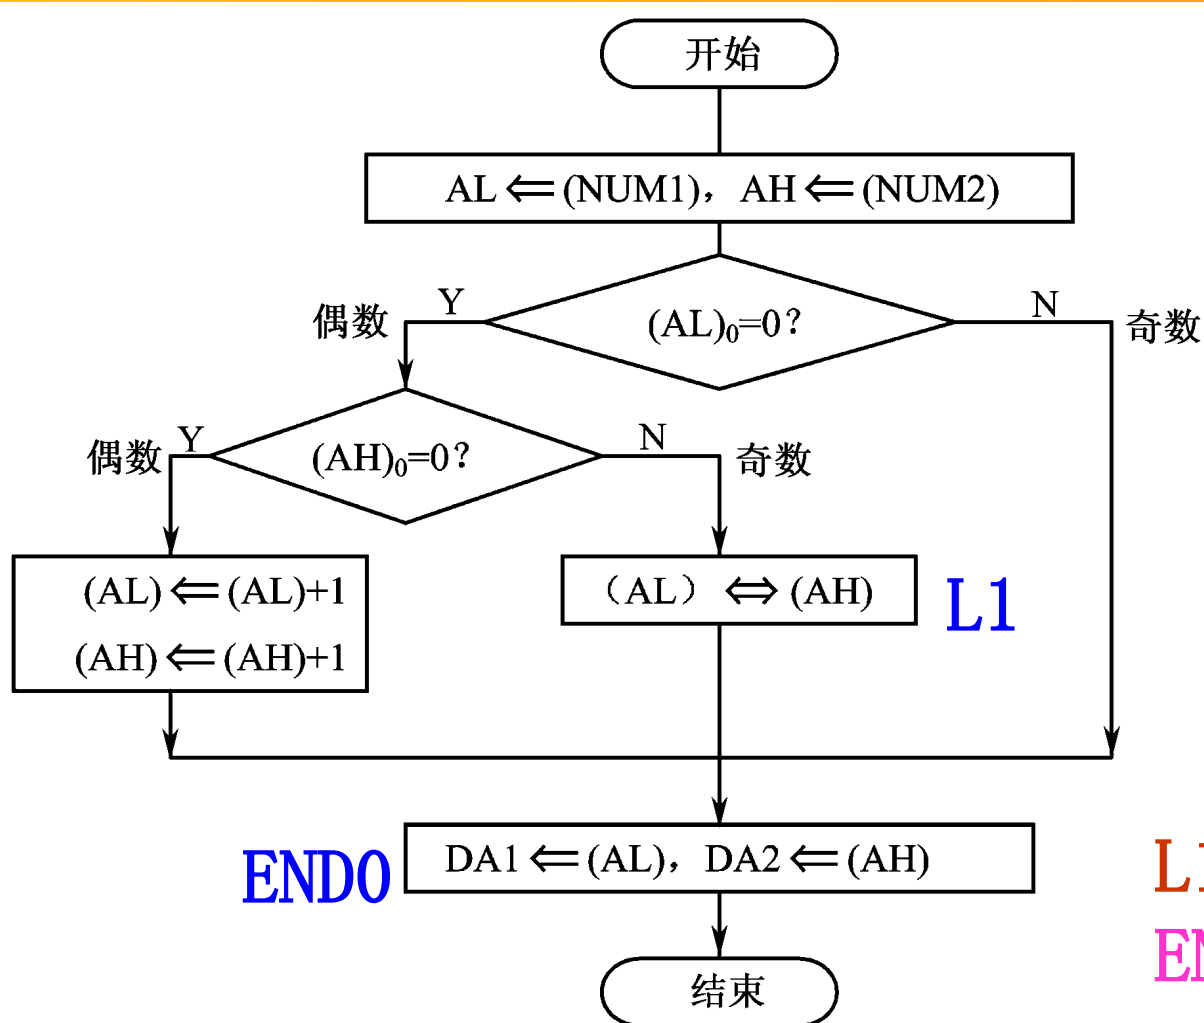 开始
AL⇐(NUM1)，AH⇐(NUM2)
(AL)₀=0？
Y
偶数
N
奇数
(AH)₀=0？
Y
偶数
N
奇数
(AL)⇐(AL)+1
(AH)⇐(AH)+1
（AL）⇔(AH)
L1
END0
DA1⇐(AL)，DA2⇐(AH)
结束